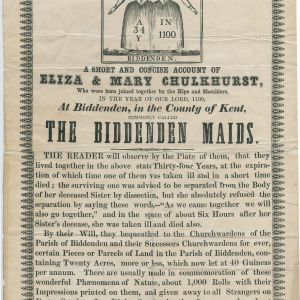 A IN
34 1100
Y
BIDDENDEN.
A SHORT AND CONCISE ACCOUNT OF
ELIZA & MARY CHULKHURST,
Who were born joined together by the Hips and Shoulders,
IN THE YEAR OF OUR LORD, 1100,
At Biddenden, in the County of Kent,
COMMONLY CALLED
THE BIDDENDEN MAIDS.
THE READER will observe by the Plate of them, that they
lived together in the above state Thirty-four Years, at the expira-
tion of which time one of them was taken ill and in a short time
died; the surviving one was advised to be separated from the Body
of her deceased Sister by dissection, but she absolutely refused the
separation by saying these words,—"As we came together we will
also go together," and in the space of about Six Hours after her
Sister's decease, she was taken ill and died also.
By their Will, they bequeathed to the Churchwardens of the
Parish of Biddenden and their Successors Churchwardens for ever,
certain Pieces or Parcels of Land in the Parish of Biddenden, con-
taining Twenty Acres, more or less, which now let at 40 Guineas
per annum. There are usually made in commemoration of these
wonderful Phenomena of Nature, about 1,000 Rolls with their
Impressions printed on them, and given away to all Strangers on